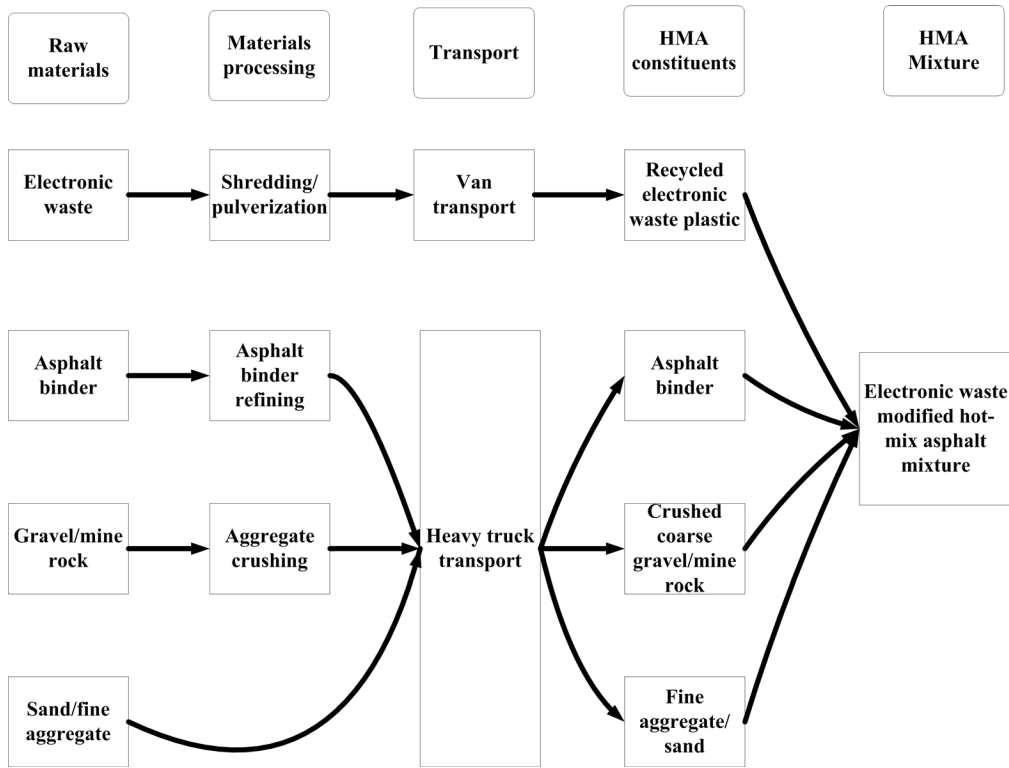 Raw
materials
Materials
processing
Transport
HMA
constituents
HMA
Mixture
Electronic
waste
Shredding/
pulverization
Van
transport
Recycled
electronic
waste plastic
Asphalt
binder
Asphalt
binder
refining
Asphalt
binder
Electronic waste
modified hot-
mix asphalt
mixture
Gravel/mine
rock
Aggregate
crushing
Heavy truck
transport
Crushed
coarse
gravel/mine
rock
Sand/fine
aggregate
Fine
aggregate/
sand